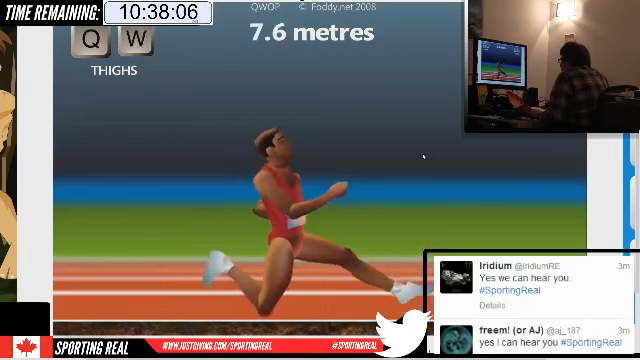 TIME REMAINING:
10:38:06
QWOP © Foddy.net 2008
7.6 metres
Q W
THIGHS
Iridium @IridiumRE 3m
Yes we can hear you.
#SportingReal
Details
freem! (or AJ) @aj_187 3m
yes I can hear you #SportingReal
SPORTING REAL
WWW.JUSTGIVING.COM/SPORTINGREAL
#SPORTINGREAL